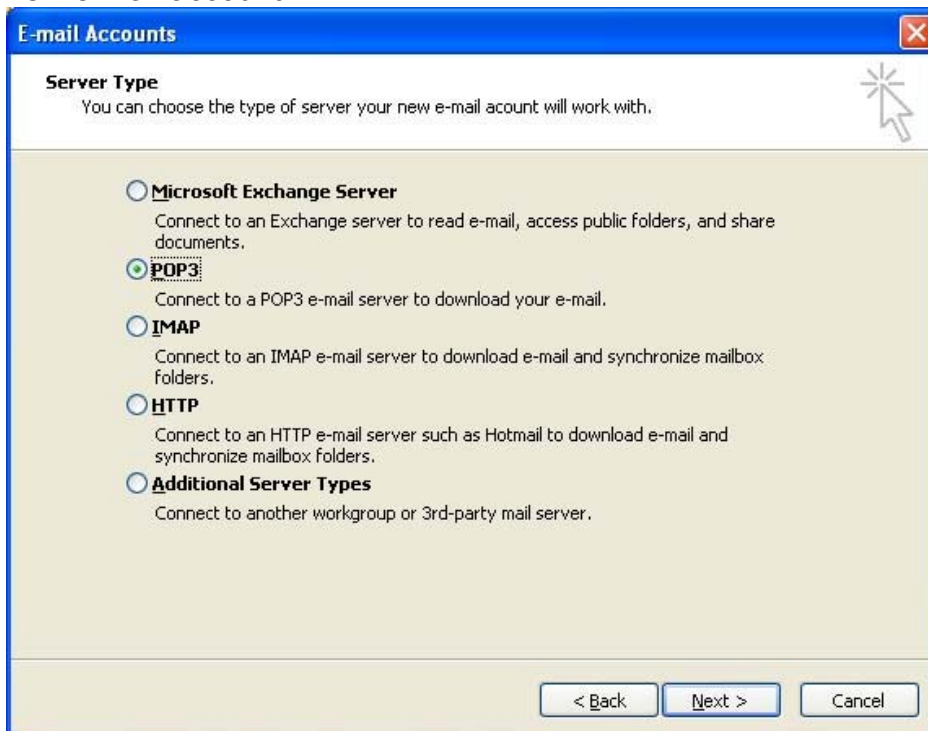 E-mail Accounts
Server Type
You can choose the type of server your new e-mail acount will work with.
Microsoft Exchange Server
Connect to an Exchange server to read e-mail, access public folders, and share
documents.
POP3
Connect to a POP3 e-mail server to download your e-mail.
IMAP
Connect to an IMAP e-mail server to download e-mail and synchronize mailbox
folders.
HTTP
Connect to an HTTP e-mail server such as Hotmail to download e-mail and
synchronize mailbox folders.
Additional Server Types
Connect to another workgroup or 3rd-party mail server.
< Back Next > Cancel